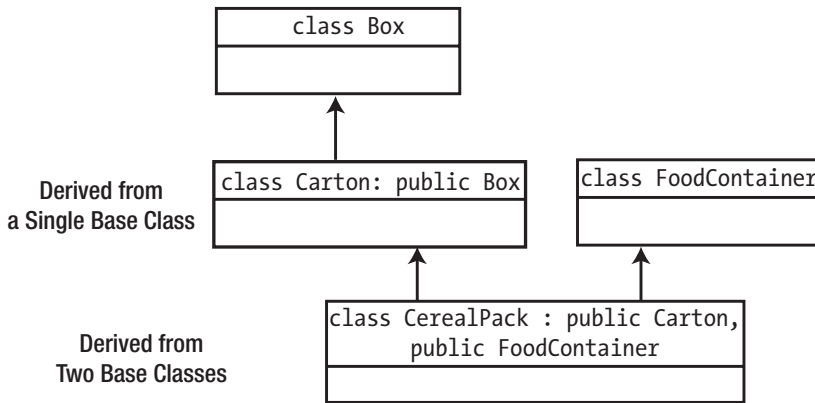 class Box
Derived from
a Single Base Class
class Carton: public Box
class FoodContainer
Derived from
Two Base Classes
class CerealPack : public Carton,
public FoodContainer